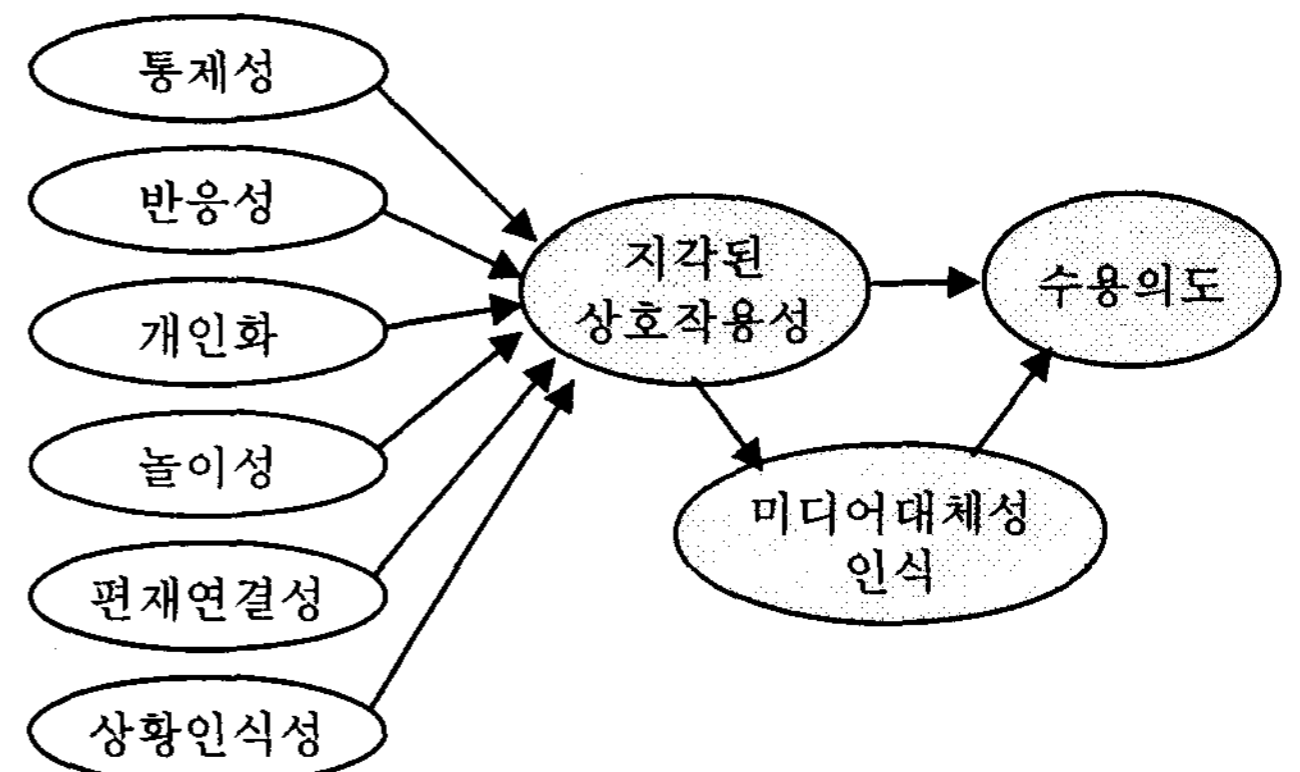 통제성
반응성
개인화
놀이성
편재연결성
상황인식성
지각된
상호작용성
수용의도
미디어대체성
인식